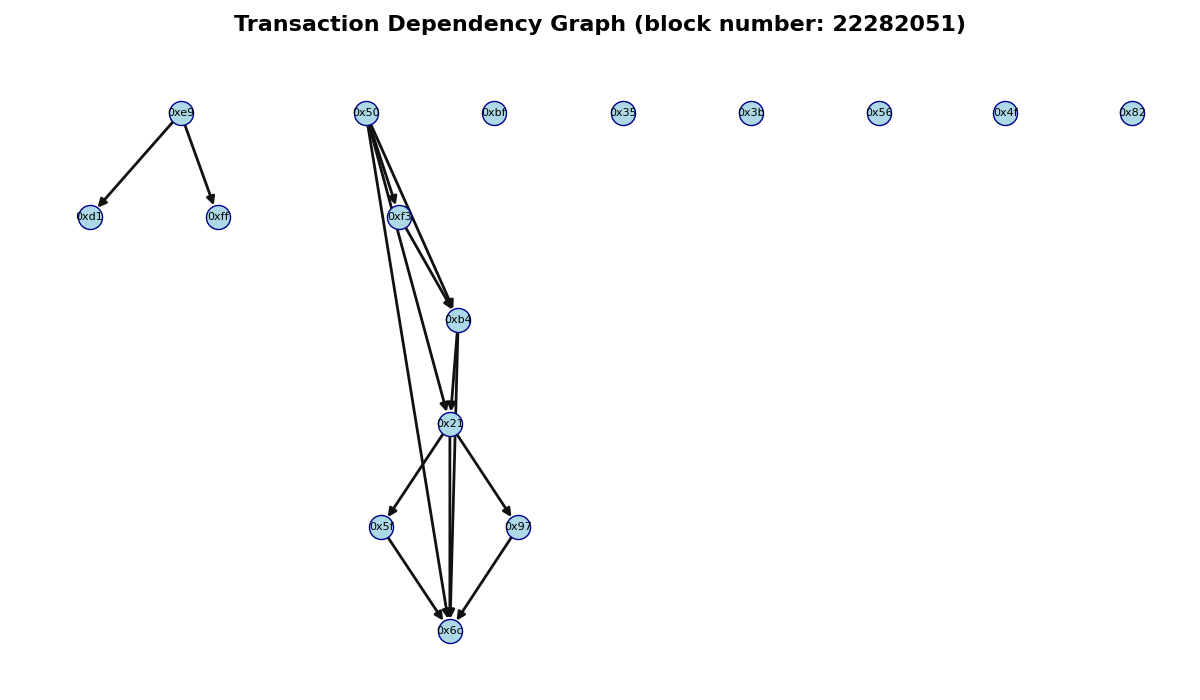 Transaction Dependency Graph (block number: 22282051)
0xe9 0x50 0xbf 0x35 0x3b 0x56 0x4f 0x82
0xd1 0xff 0xf3
0xb4
0x21
0x5f 0x97
0x6c